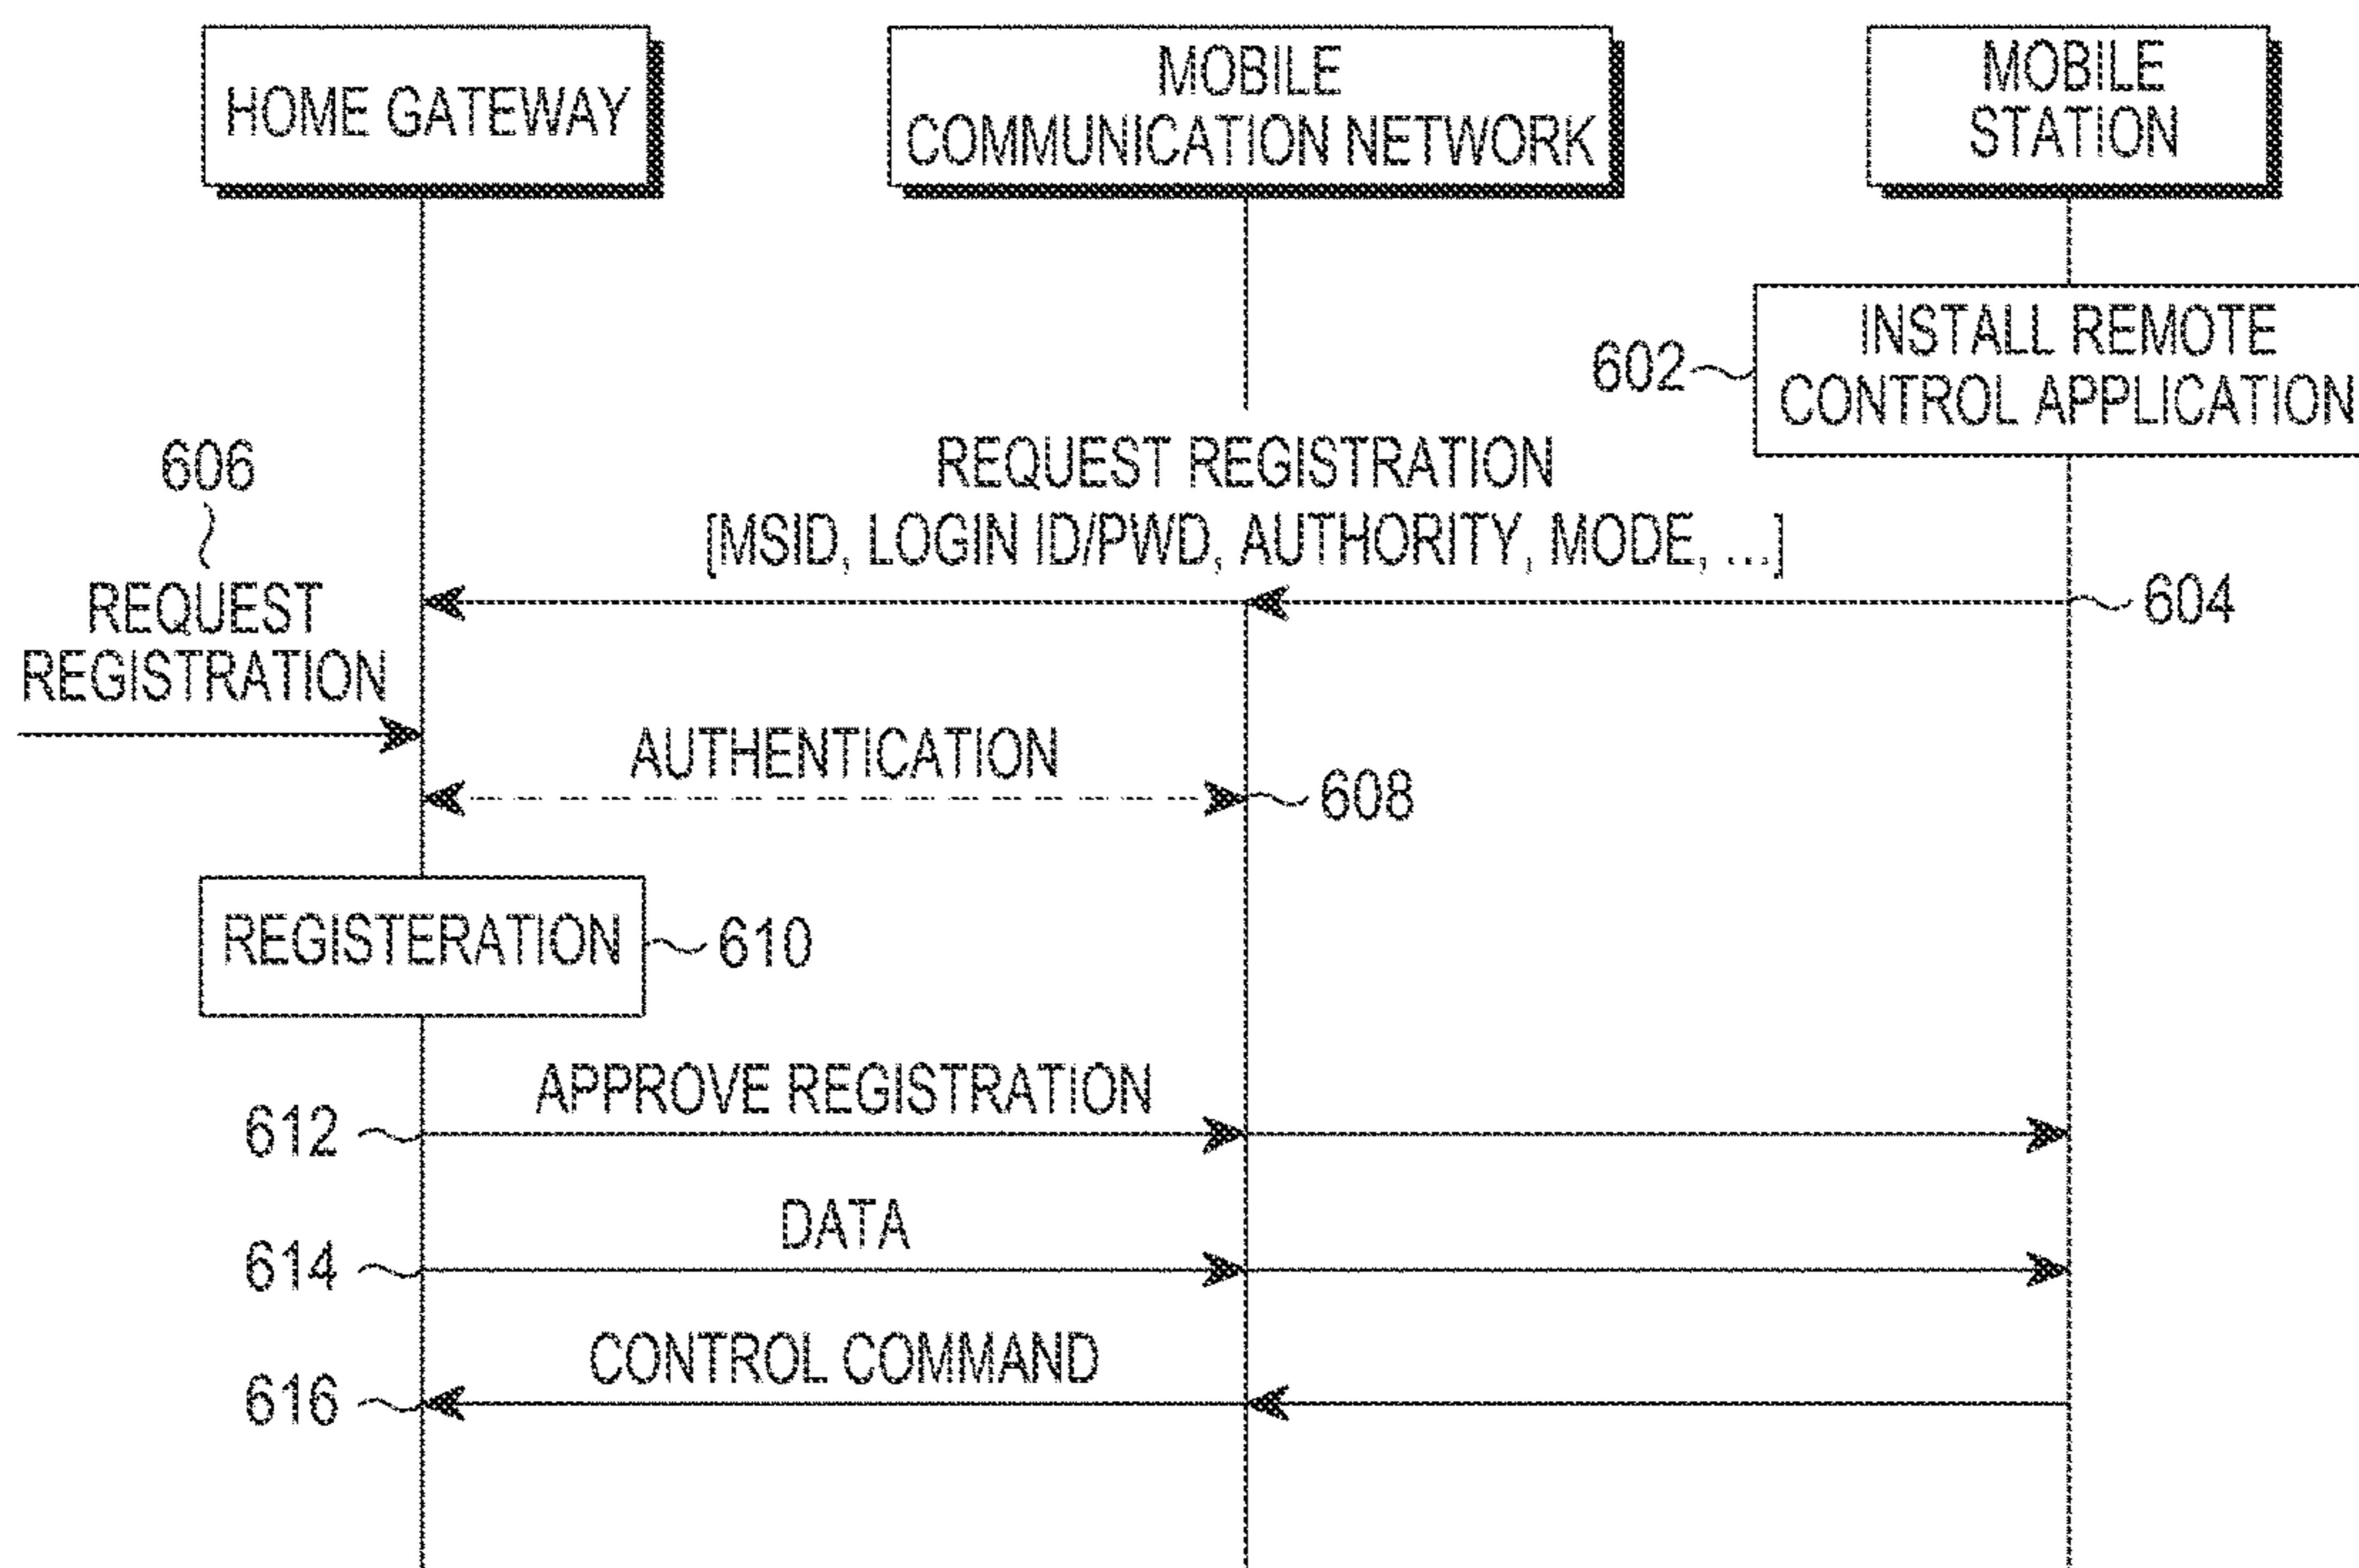 HOME GATEWAY
MOBILE
COMMUNICATION NETWORK
MOBILE
STATION
602
INSTALL REMOTE
CONTROL APPLICATION
606
REQUEST REGISTRATION
[MSID, LOGIN ID/PWD, AUTHORITY, MODE, ...]
604
REQUEST
REGISTRATION
AUTHENTICATION
608
REGISTERATION
610
APPROVE REGISTRATION
612
DATA
614
CONTROL COMMAND
616